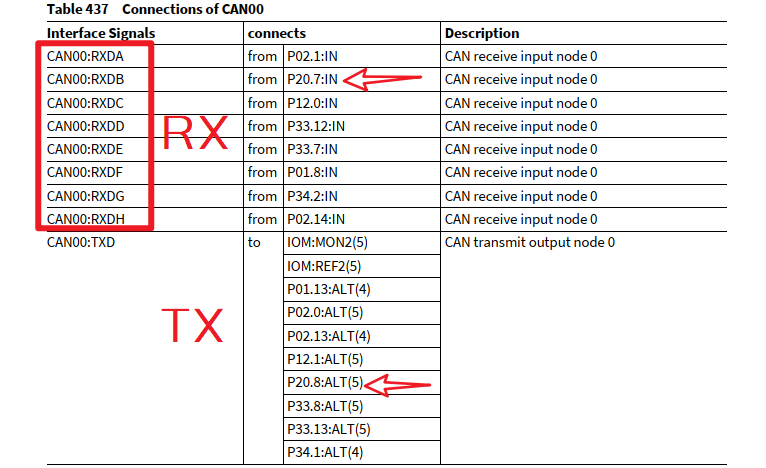 Table 437 Connections of CAN00
Interface Signals connects Description
CAN00:RXDA from P02.1:IN CAN receive input node 0
CAN00:RXDB from P20.7:IN CAN receive input node 0
CAN00:RXDC from P12.0:IN CAN receive input node 0
CAN00:RXDD from P33.12:IN CAN receive input node 0
CAN00:RXDE from P33.7:IN CAN receive input node 0
CAN00:RXDF from P01.8:IN CAN receive input node 0
CAN00:RXDG from P34.2:IN CAN receive input node 0
CAN00:RXDH from P02.14:IN CAN receive input node 0
RX
CAN00:TXD to IOM:MON2(5) CAN transmit output node 0
IOM:REF2(5)
P01.13:ALT(4)
P02.0:ALT(5)
P02.13:ALT(4)
P12.1:ALT(5)
P20.8:ALT(5)
P33.8:ALT(5)
P33.13:ALT(5)
P34.1:ALT(4)
TX